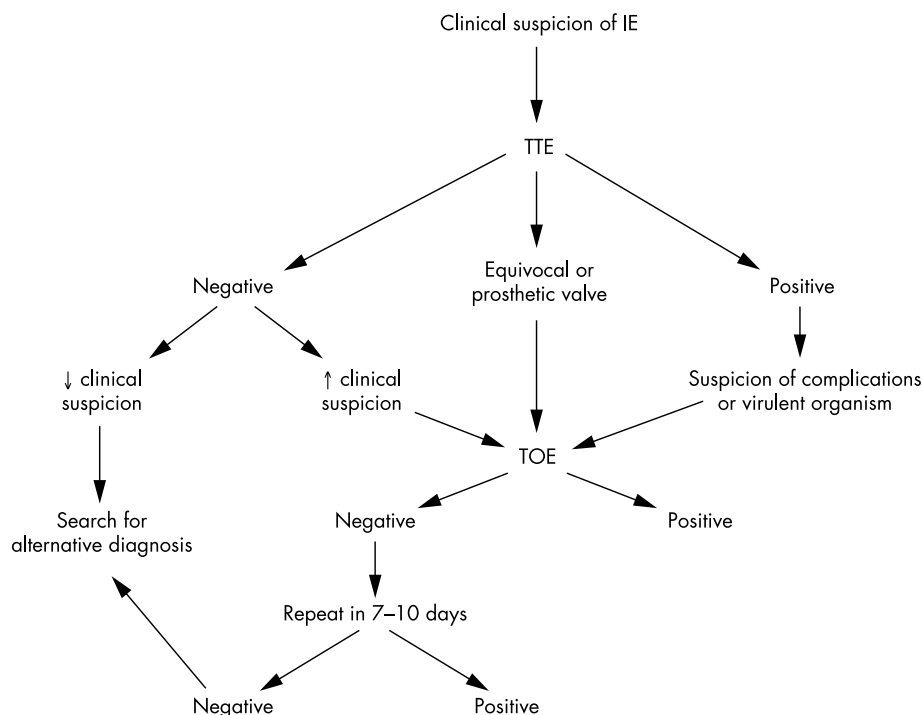 Clinical suspicion of IE
TTE
Negative
Equivocal or
prosthetic valve
Positive
↓ clinical
suspicion
↑ clinical
suspicion
Suspicion of complications
or virulent organism
TOE
Search for
alternative diagnosis
Negative
Positive
Repeat in 7–10 days
Negative
Positive